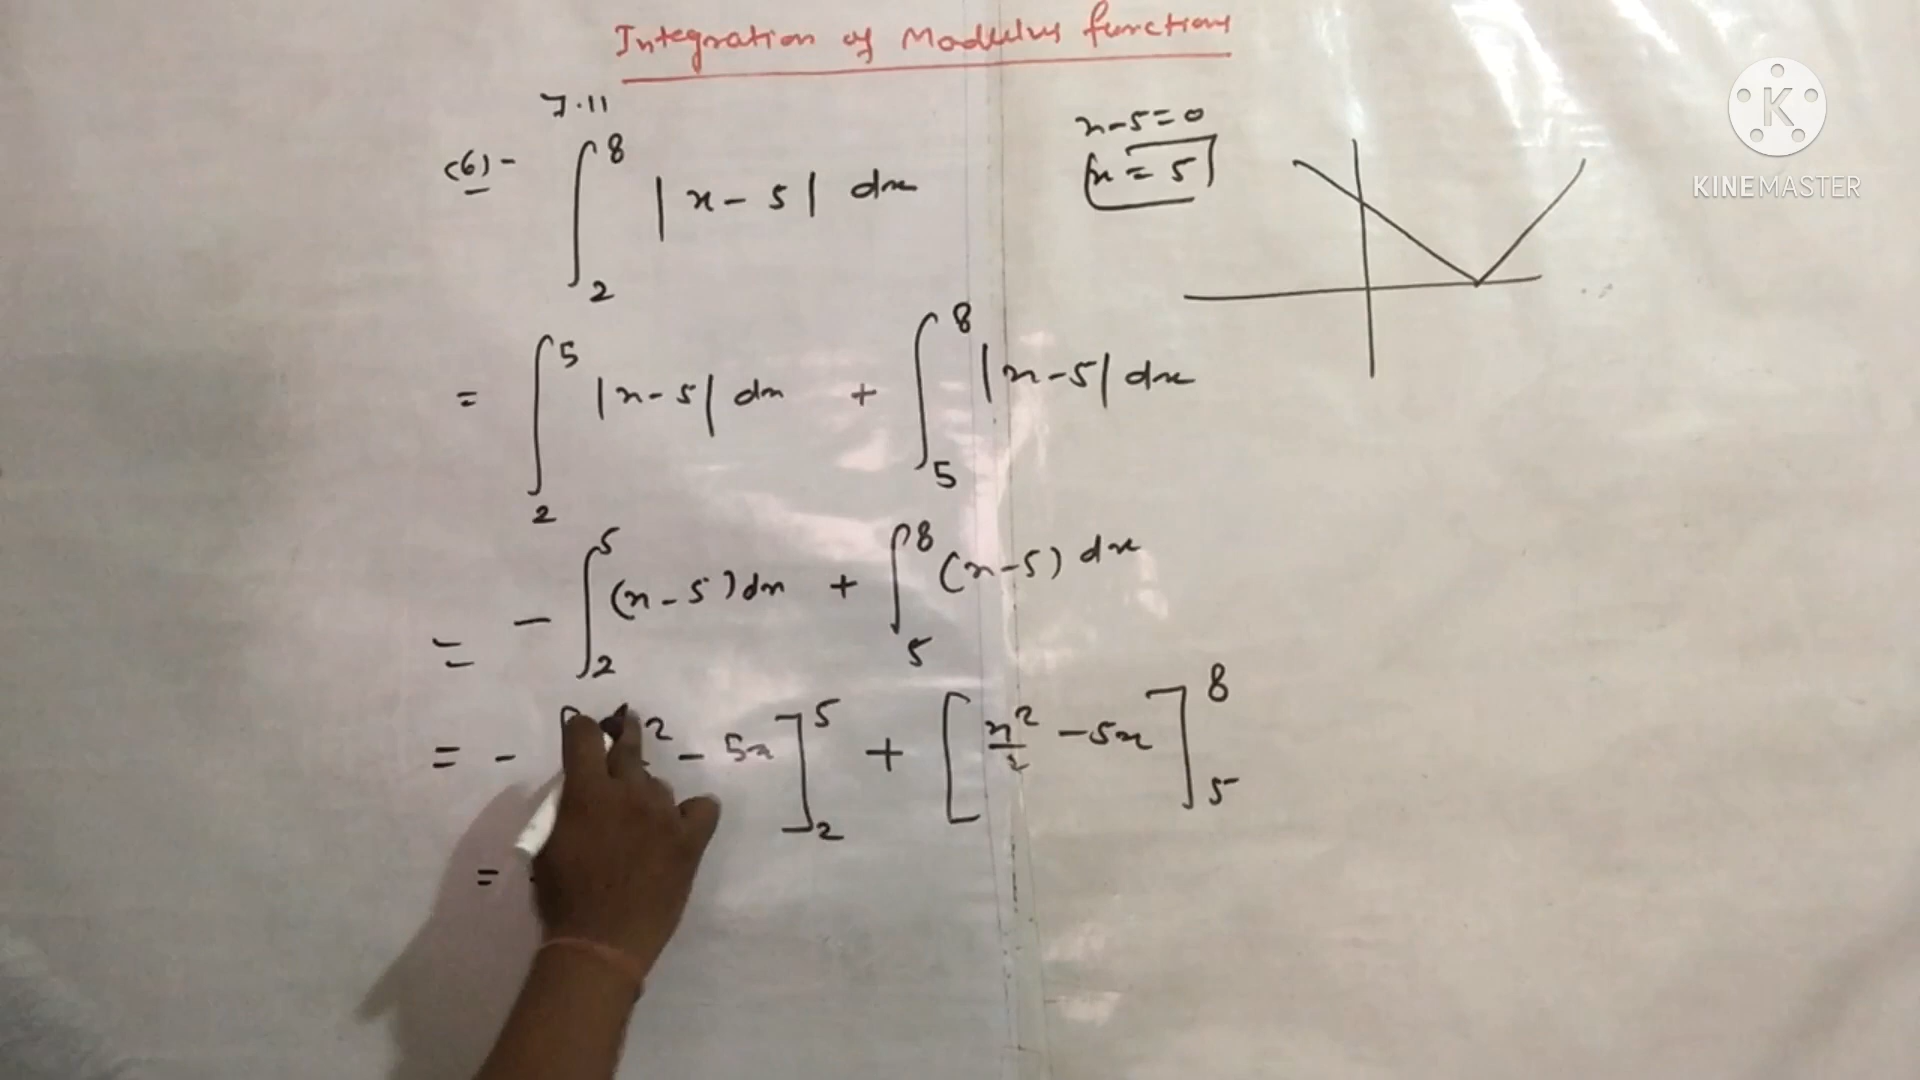 Integration of Modulus functions
7.11
(6) - ∫₂⁸ |x - 5| dx
x - 5 = 0
x = 5
= ∫₂⁵ |x - 5| dx + ∫₅⁸ |x - 5| dx
= - ∫₂⁵ (x - 5) dx + ∫₅⁸ (x - 5) dx
= - [ ² - 5x]₂⁵ + [x²/2 - 5x]₅⁸
=
K
KINEMASTER